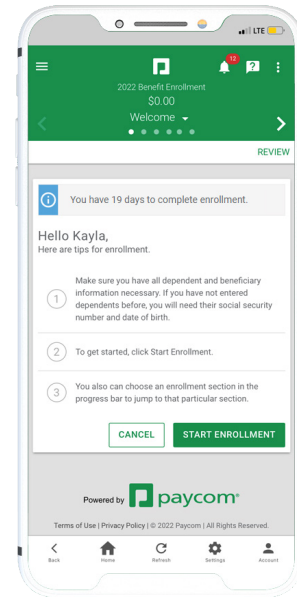 LTE
12
?
2022 Benefit Enrollment
$0.00
Welcome
REVIEW
You have 19 days to complete enrollment.
Hello Kayla,
Here are tips for enrollment.
1
Make sure you have all dependent and beneficiary
information necessary. If you have not entered
dependents before, you will need their social security
number and date of birth.
2
To get started, click Start Enrollment.
3
You also can choose an enrollment section in the
progress bar to jump to that particular section.
CANCEL START ENROLLMENT
Powered by paycom®
Terms of Use | Privacy Policy | © 2022 Paycom | All Rights Reserved.
Back Home Refresh Settings Account